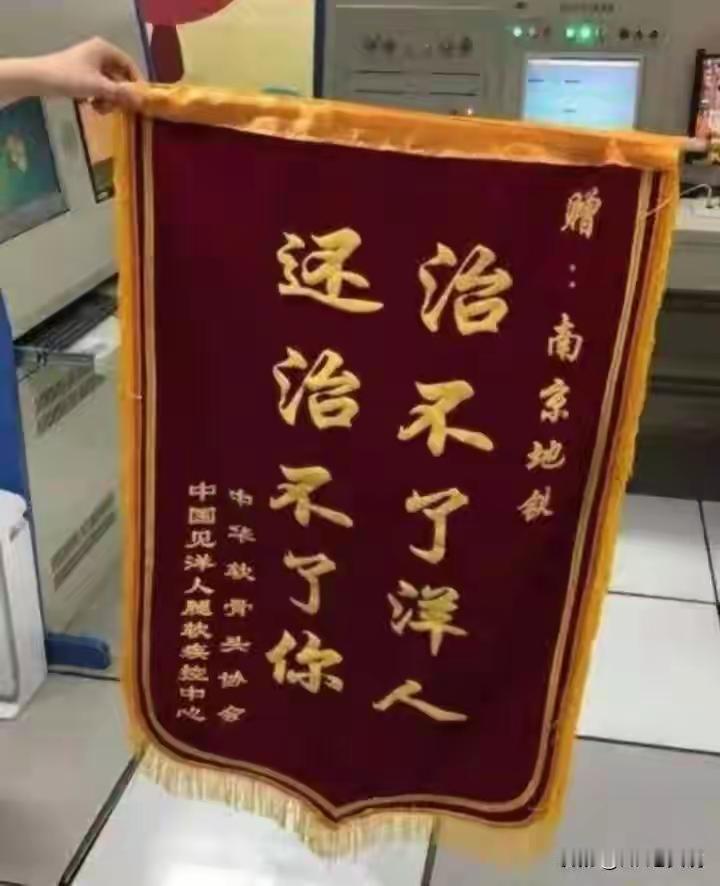 赠：南京地铁
治不了洋人
还治不了你
中华软骨头协会
中国见洋人腿软疾控中心